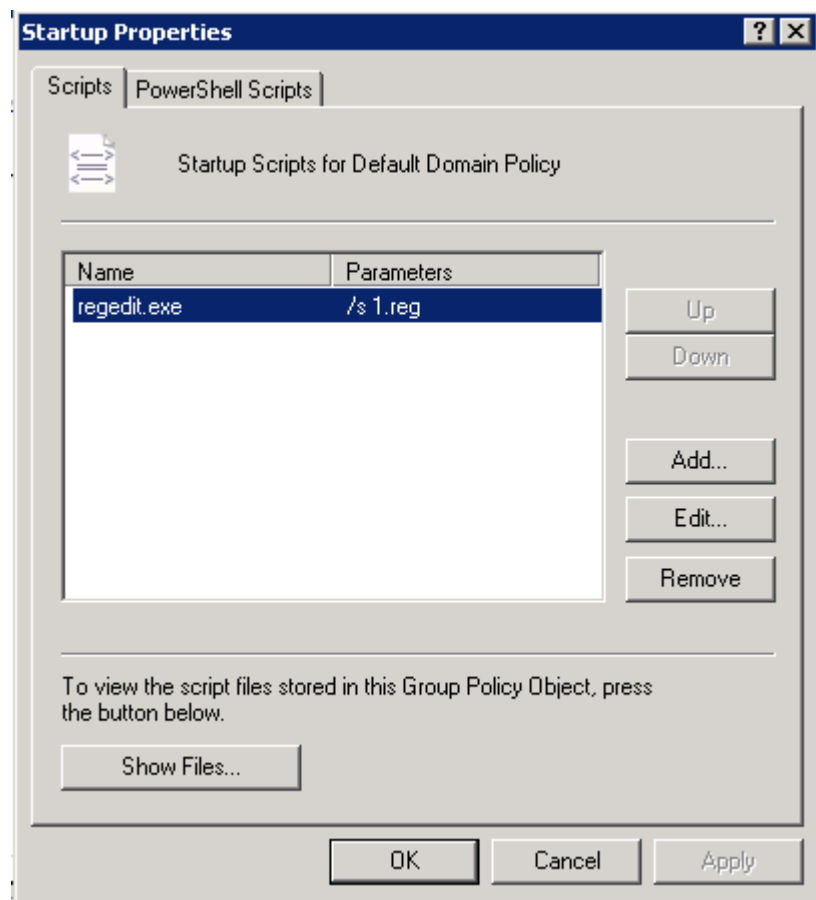 Startup Properties
Scripts PowerShell Scripts
Startup Scripts for Default Domain Policy
Name Parameters
regedit.exe /s 1.reg
Up
Down
Add...
Edit...
Remove
To view the script files stored in this Group Policy Object, press
the button below.
Show Files...
OK Cancel Apply